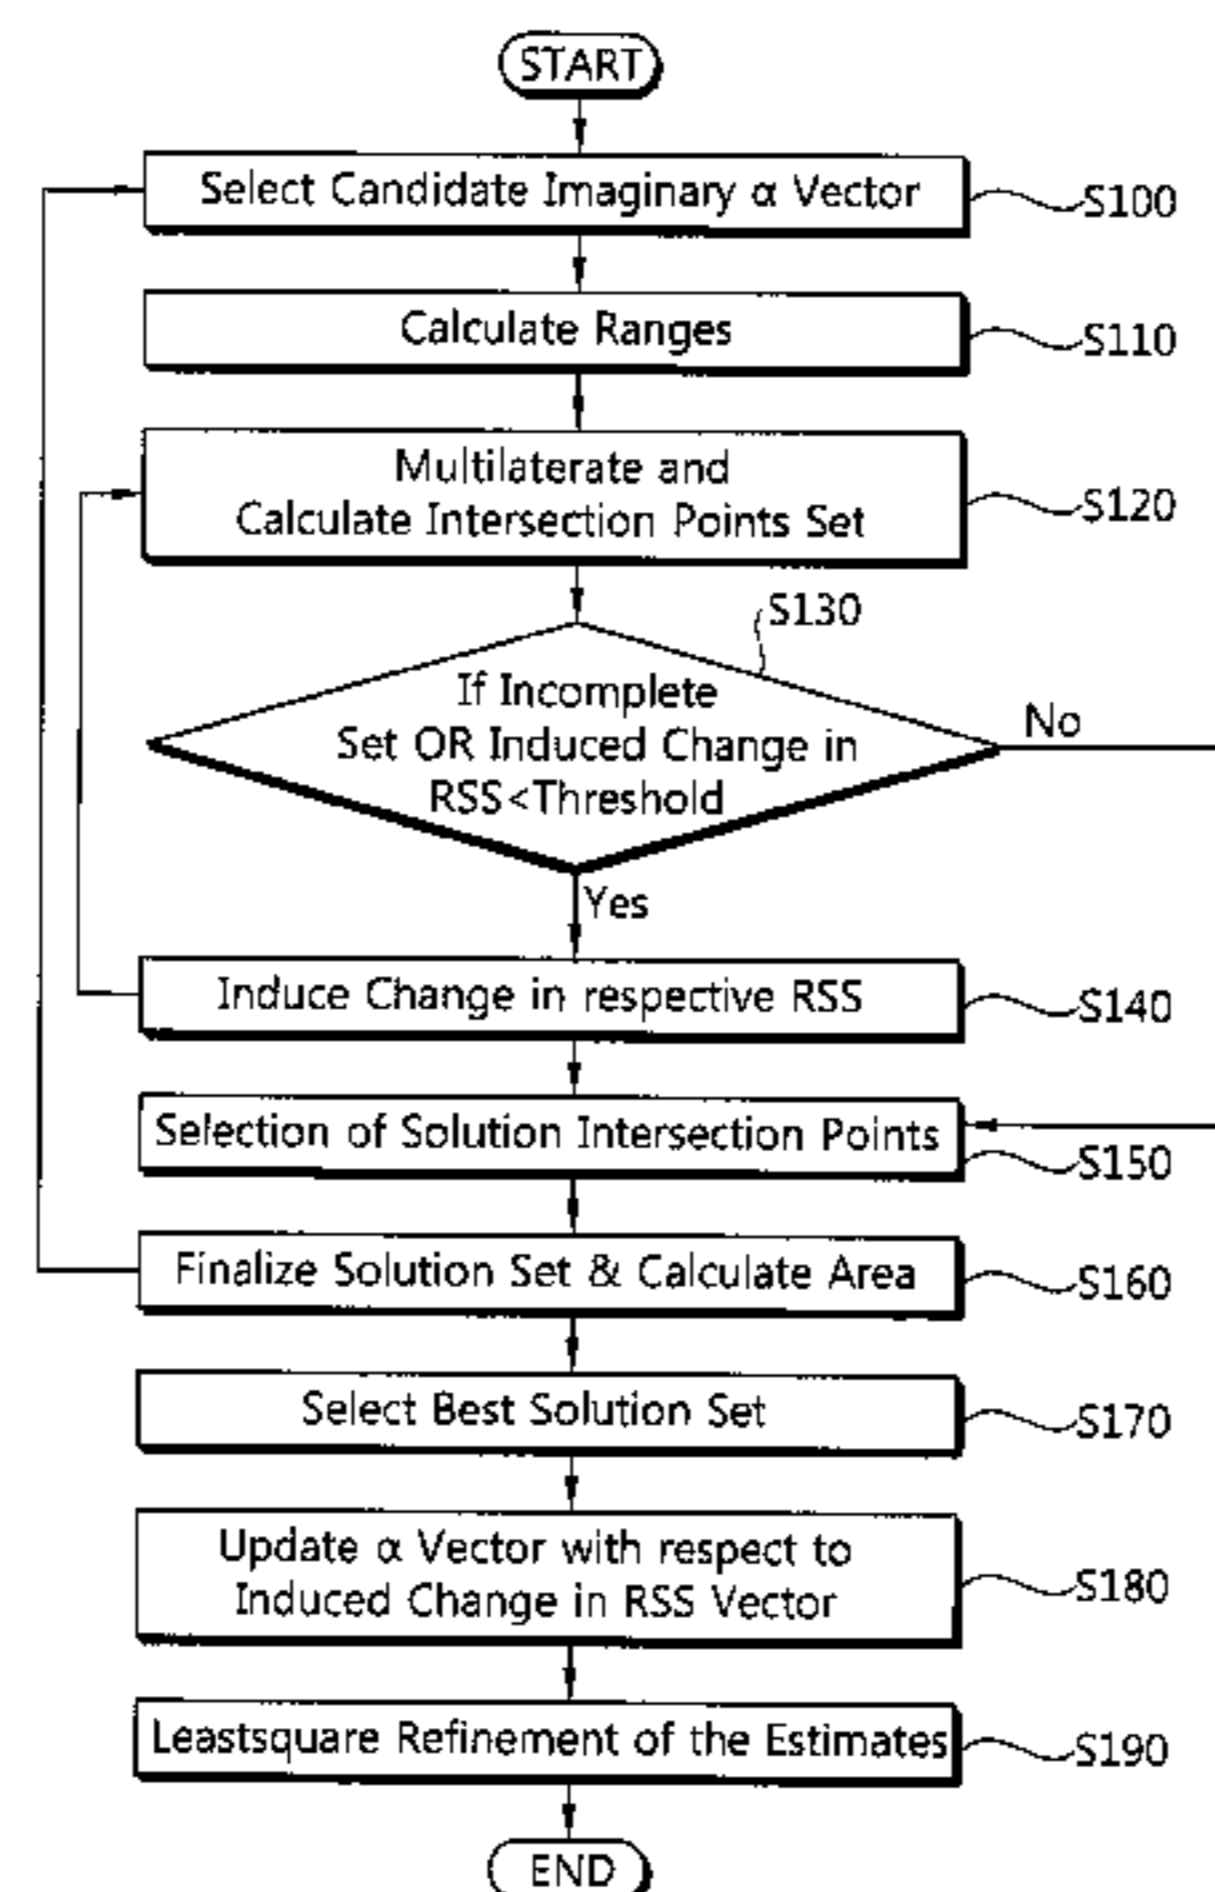 START
Select Candidate Imaginary α Vector
S100
Calculate Ranges
S110
Multilaterate and
Calculate Intersection Points Set
S120
S130
If Incomplete
Set OR Induced Change in
RSS<Threshold
No
Yes
Induce Change in respective RSS
S140
Selection of Solution Intersection Points
S150
Finalize Solution Set & Calculate Area
S160
Select Best Solution Set
S170
Update α Vector with respect to
Induced Change in RSS Vector
S180
Leastsquare Refinement of the Estimates
S190
END